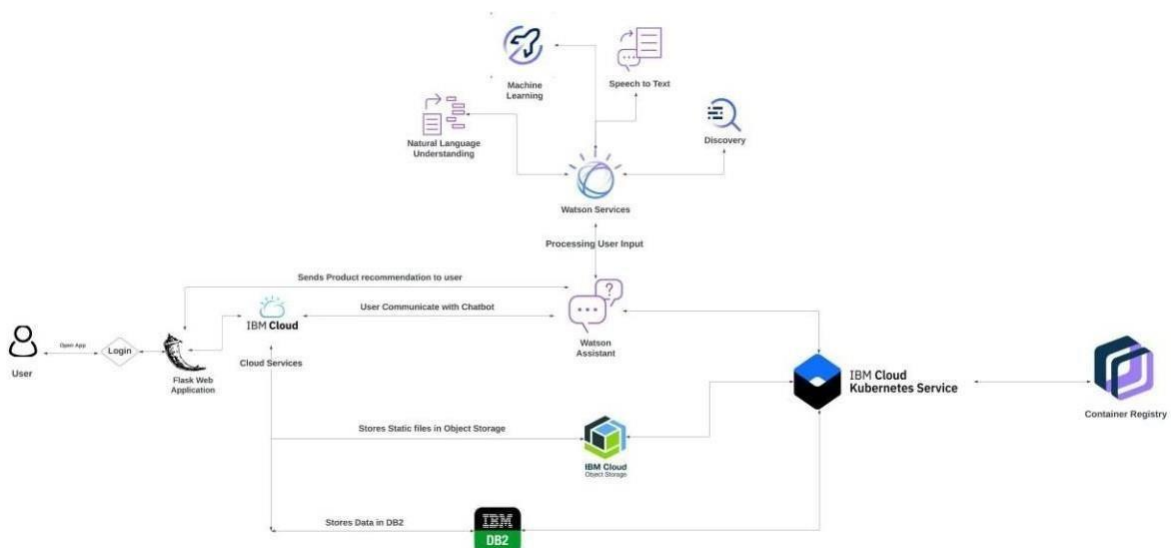 Machine
Learning
Speech to Text
Natural Language
Understanding
Discovery
Watson Services
Processing User Input
Sends Product recommendation to user
User Communicate with Chatbot
IBM Cloud
Cloud Services
Watson
Assistant
Open App
Login
User
Flask Web
Application
IBM Cloud
Kubernetes Service
Container Registry
Stores Static files in Object Storage
IBM Cloud
Object Storage
Stores Data in DB2
IBM
DB2